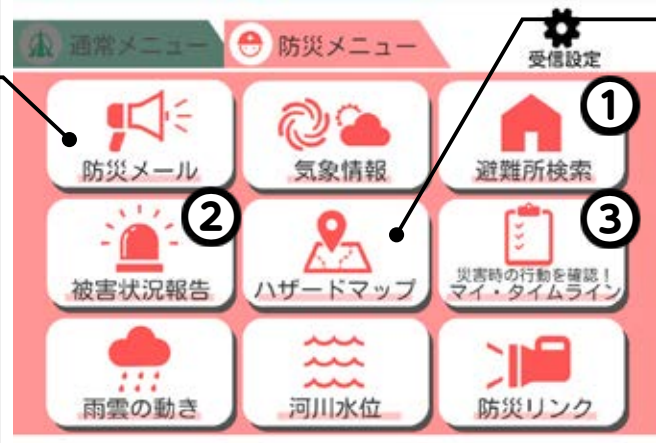 通常メニュー
防災メニュー
受信設定
防災メール
気象情報
①
避難所検索
②
被害状況報告
ハザードマップ
③
災害時の行動を確認！
マイ・タイムライン
雨雲の動き
河川水位
防災リンク